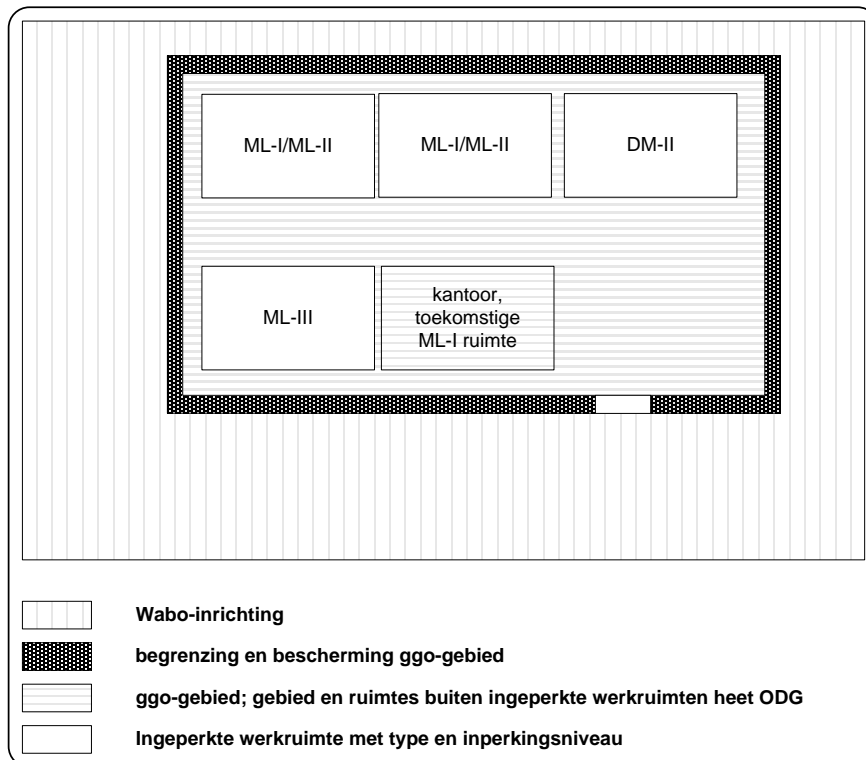 ML-I/ML-II
ML-I/ML-II
DM-II
ML-III
kantoor,
toekomstige
ML-I ruimte
Wabo-inrichting
begrenzing en bescherming ggo-gebied
ggo-gebied; gebied en ruimtes buiten ingeperkte werkruimten heet ODG
Ingeperkte werkruimte met type en inperkingsniveau